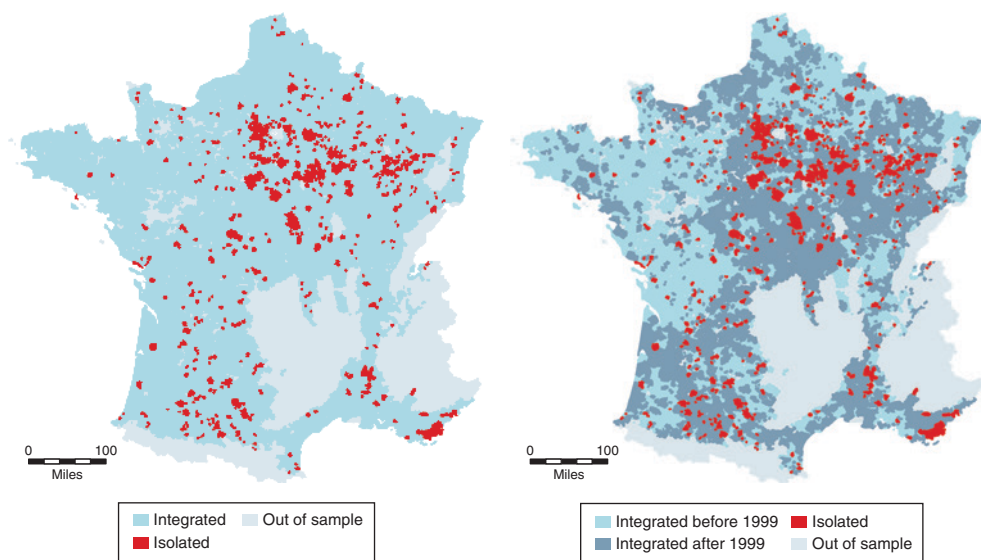 0 100
Miles
Integrated Out of sample
Isolated
0 100
Miles
Integrated before 1999 Isolated
Integrated after 1999 Out of sample